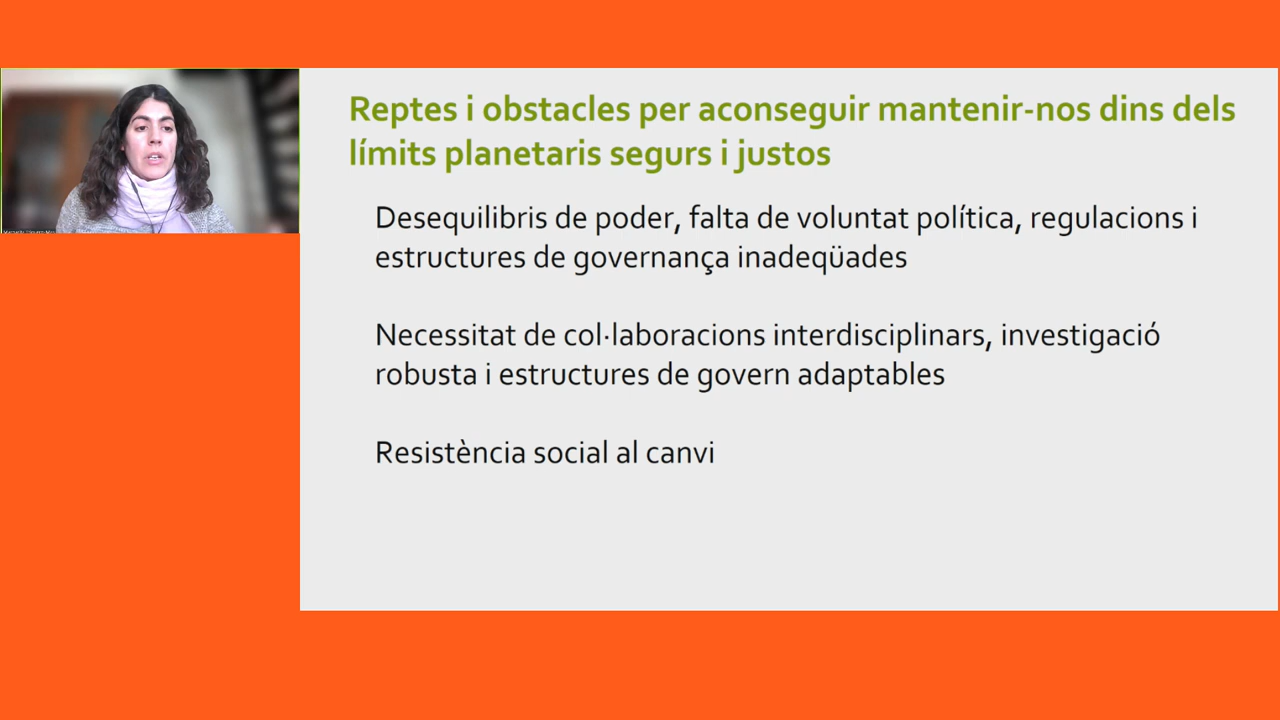 Reptes i obstacles per aconseguir mantenir-nos dins dels
límits planetaris segurs i justos
Desequilibris de poder, falta de voluntat política, regulacions i
estructures de governança inadeqüades
Necessitat de col·laboracions interdisciplinars, investigació
robusta i estructures de govern adaptables
Resistència social al canvi